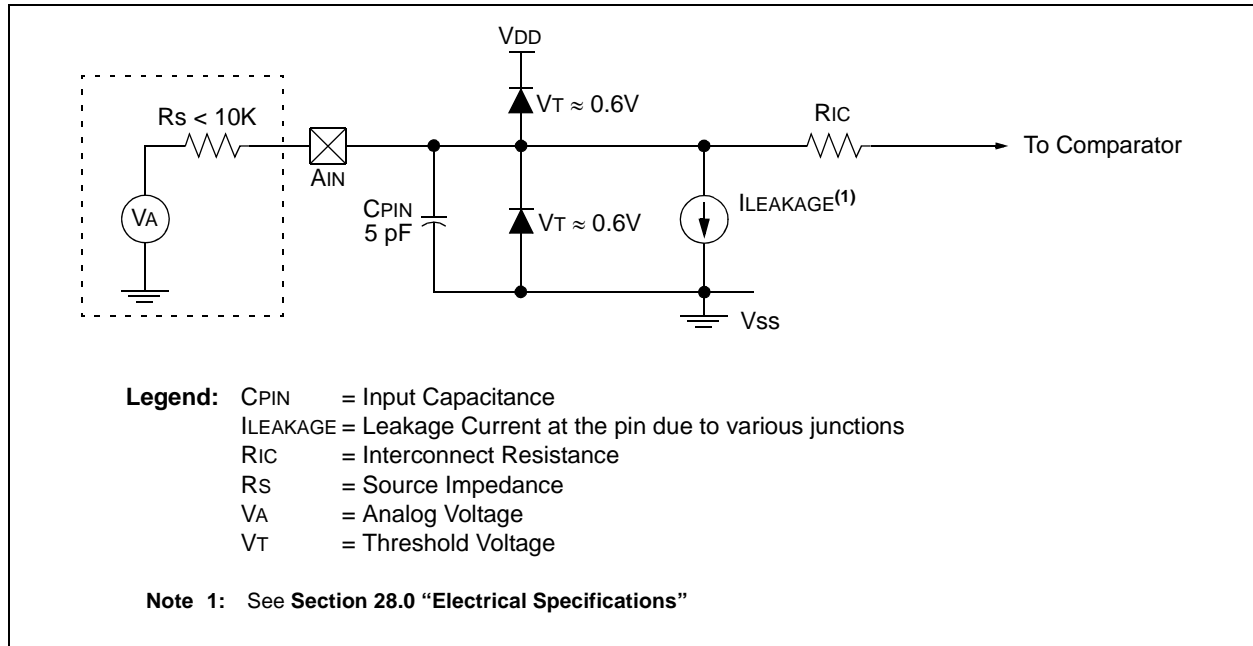 VDD
VT ≈ 0.6V
Rs < 10K
RIC
To Comparator
AIN
VA
CPIN
5 pF
VT ≈ 0.6V
ILEAKAGE(1)
Vss
Legend: CPIN = Input Capacitance
ILEAKAGE = Leakage Current at the pin due to various junctions
RIC = Interconnect Resistance
RS = Source Impedance
VA = Analog Voltage
VT = Threshold Voltage
Note 1: See Section 28.0 “Electrical Specifications”